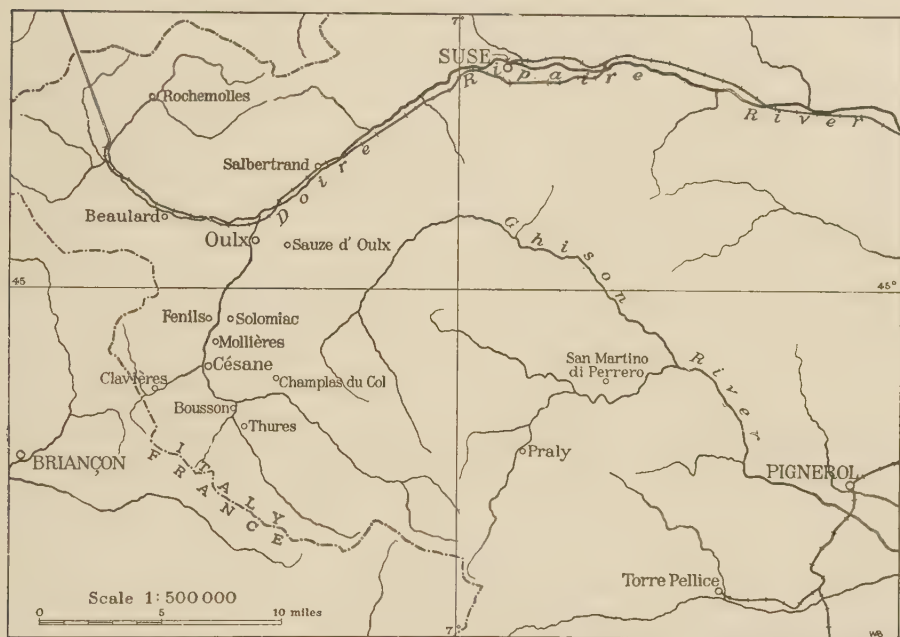 7°
SUSE
Doire Ripaire River
Rochemolles
Salbertrand
Beaulard
Oulx
Sauze d' Oulx
Ghison River
45
45°
Fenils
Solomiac
Mollières
Césane
Clavières
Champlas du Col
San Martino
di Perrero
Bousson
Thures
BRIANÇON
ITALY
FRANCE
Praly
PIGNEROL
Torre Pellice
Scale 1:500 000
0 5 10 miles
7°
WB